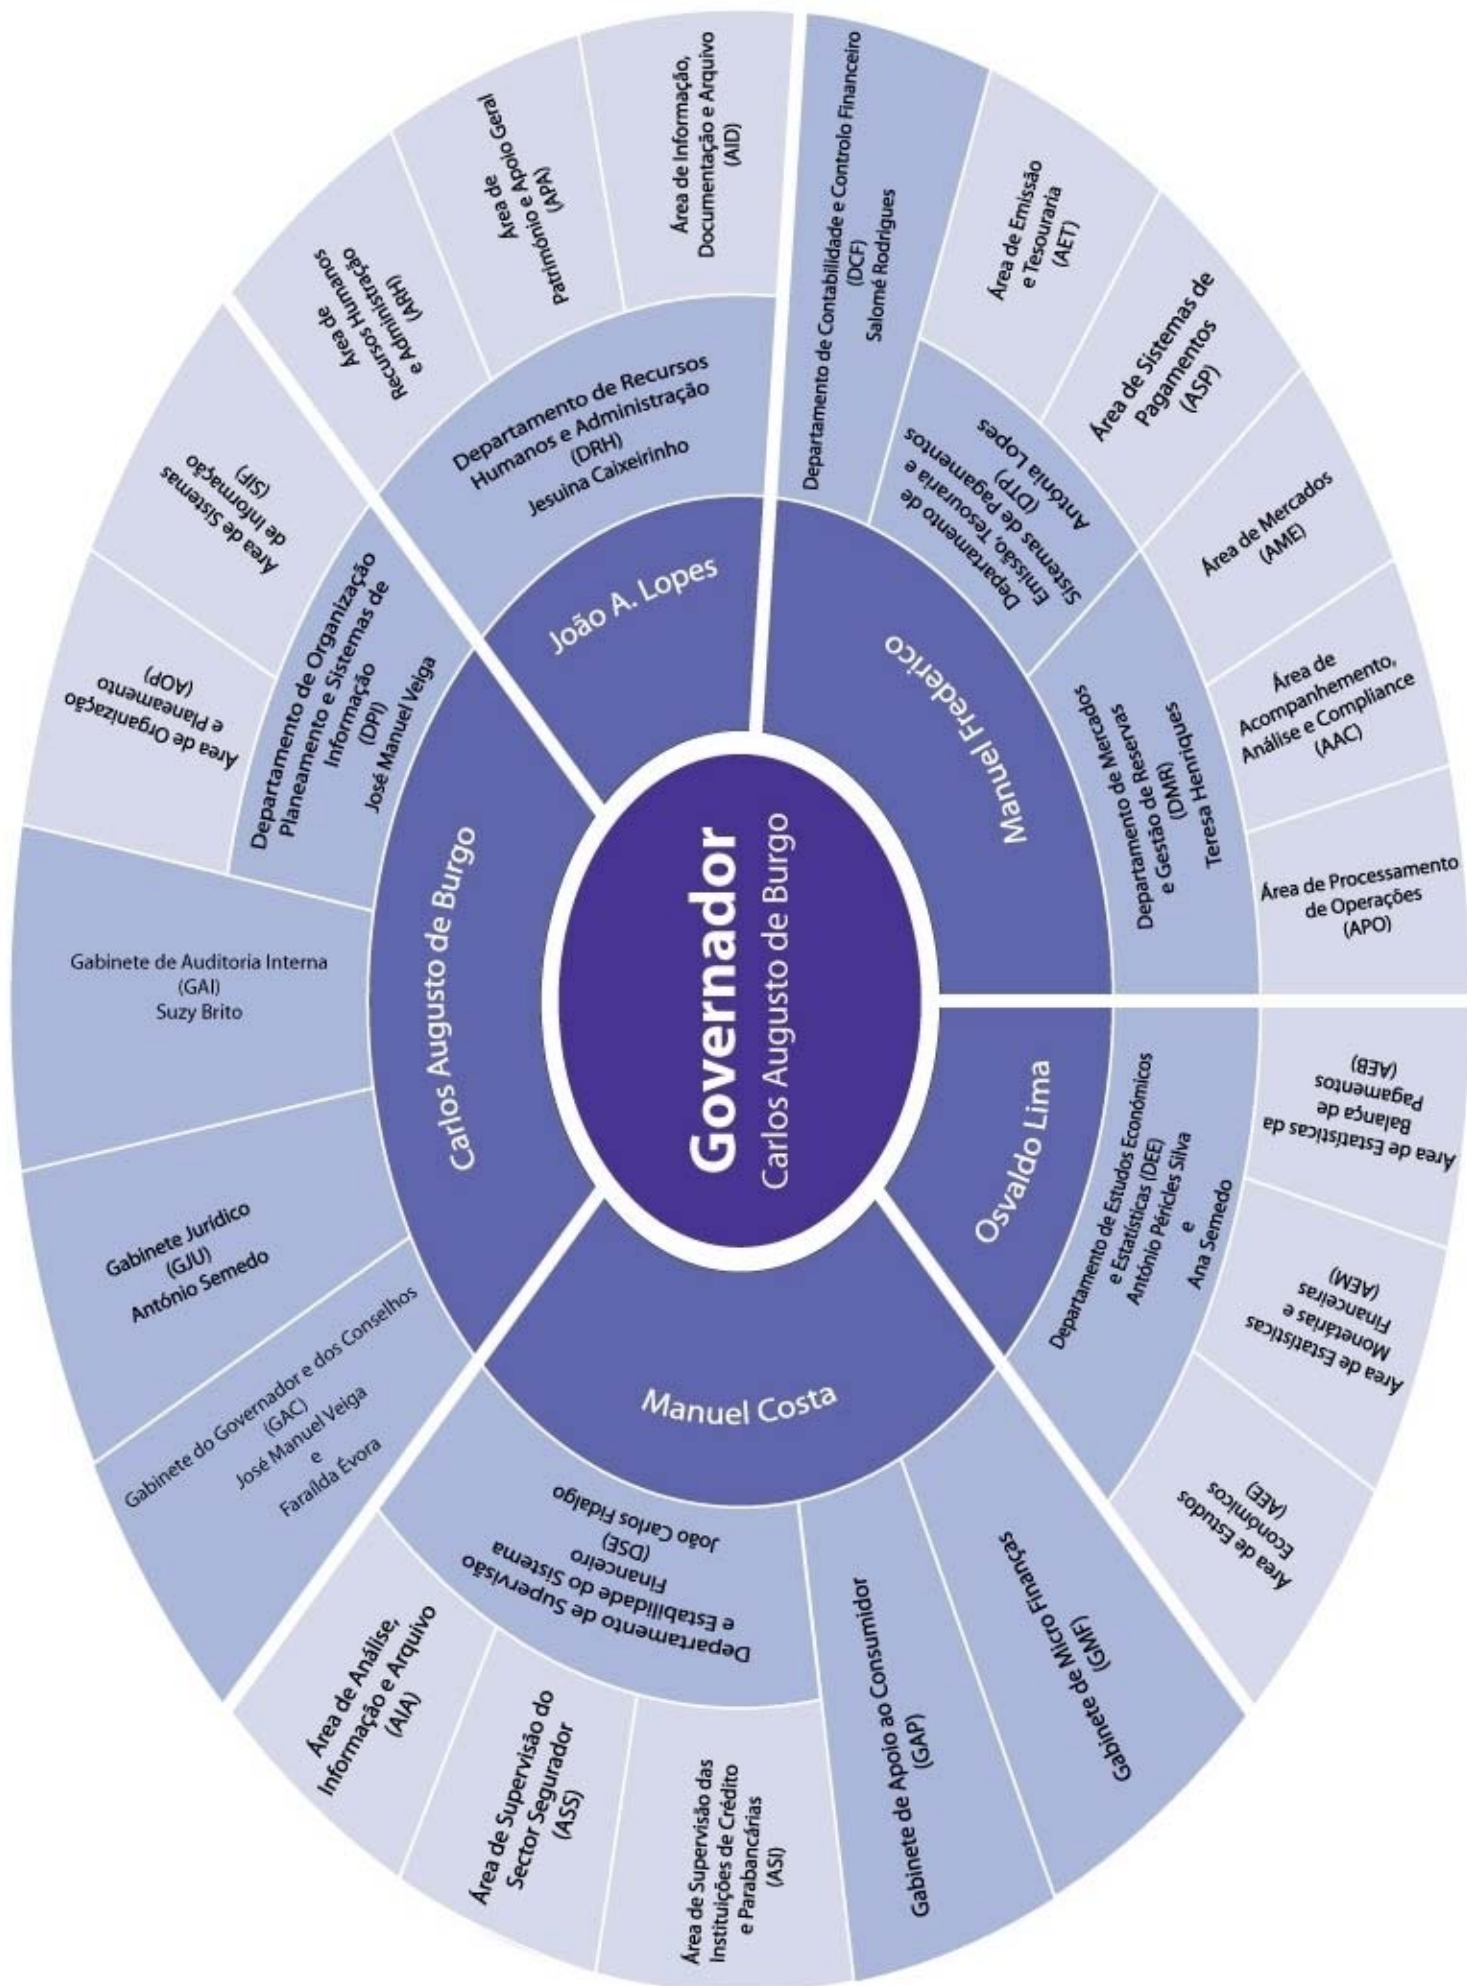 Governador
Carlos Augusto de Burgo
João A. Lopes
Departamento de Recursos
Humanos e Administração
(DRH)
Jesuina Caixeirinho
Área de
Recursos Humanos
e Administração
(ARH)
Área de
Património e Apoio Geral
(APA)
Área de Informação,
Documentação e Arquivo
(AID)
Manuel Frederico
Departamento de Contabilidade e Controlo Financeiro
(DCF)
Salomé Rodrigues
Departamento de
Emissão, Tesouraria e
Sistemas de Pagamentos
(DTP)
Antónia Lopes
Área de Emissão
e Tesouraria
(AET)
Área de Sistemas de
Pagamentos
(ASP)
Departamento de Mercados
e Gestão de Reservas
(DMR)
Teresa Henriques
Área de Mercados
(AME)
Área de
Acompanhemento,
Análise e Compliance
(AAC)
Área de Processamento
de Operações
(APO)
Osvaldo Lima
Departamento de Estudos Económicos
e Estatísticas (DEE)
António Péricles Silva
e
Ana Semedo
Área de Estatísticas da
Balança de
Pagamentos
(AEB)
Área de Estatísticas
Monetárias e
Financeiras
(AEM)
Área de Estudos
Económicos
(AEE)
Manuel Costa
Gabinete de Micro Finanças
(GMF)
Gabinete de Apoio ao Consumidor
(GAP)
Departamento de Supervisão
e Estabilidade do Sistema
Financeiro
(DSE)
João Carlos Fidalgo
Área de Supervisão das
Instituições de Crédito
e Parabancárias
(ASI)
Área de Supervisão do
Sector Segurador
(ASS)
Área de Análise,
Informação e Arquivo
(AIA)
Carlos Augusto de Burgo
Gabinete do Governador e dos Conselhos
(GAC)
José Manuel Veiga
e
Faraílda Évora
Gabinete Jurídico
(GJU)
António Semedo
Gabinete de Auditoria Interna
(GAI)
Suzy Brito
Departamento de Organização
Planeamento e Sistemas de
Informação
(DPI)
José Manuel Veiga
Área de Organização
e Planeamento
(AOP)
Área de Sistemas
de Informação
(SIF)